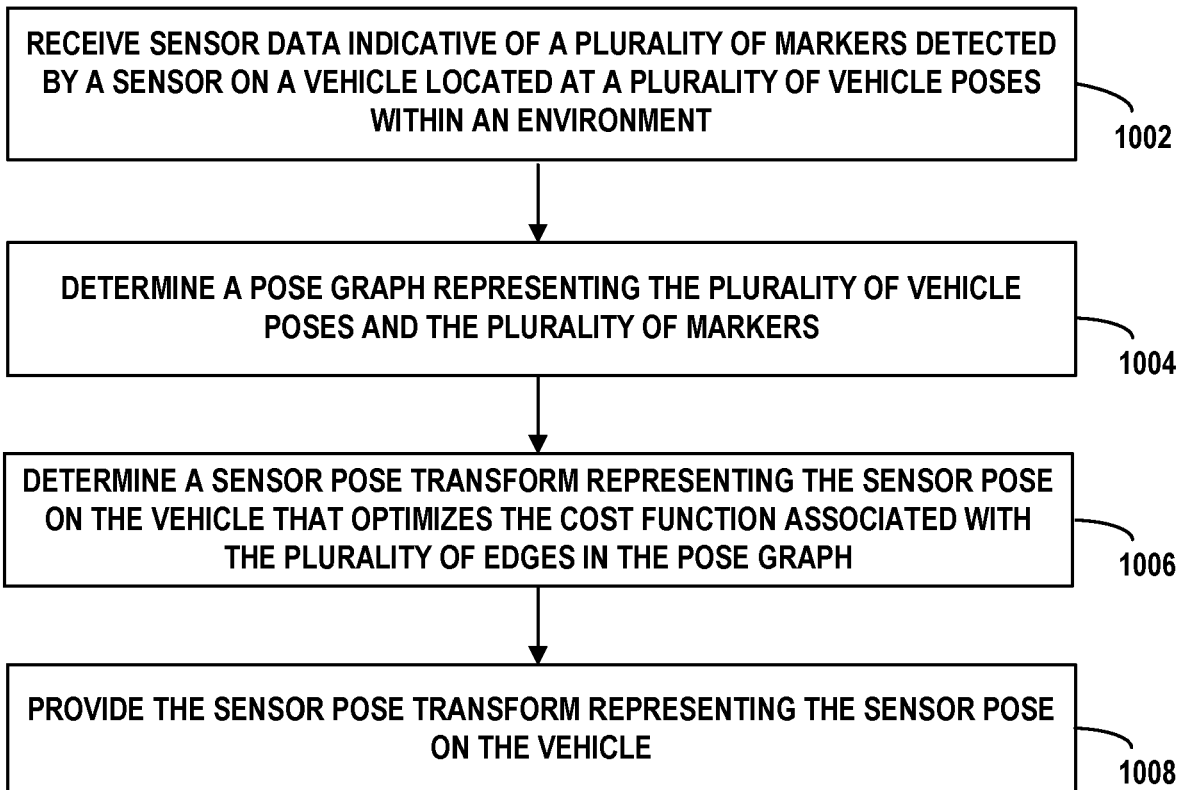 RECEIVE SENSOR DATA INDICATIVE OF A PLURALITY OF MARKERS DETECTED
BY A SENSOR ON A VEHICLE LOCATED AT A PLURALITY OF VEHICLE POSES
WITHIN AN ENVIRONMENT
1002
DETERMINE A POSE GRAPH REPRESENTING THE PLURALITY OF VEHICLE
POSES AND THE PLURALITY OF MARKERS
1004
DETERMINE A SENSOR POSE TRANSFORM REPRESENTING THE SENSOR POSE
ON THE VEHICLE THAT OPTIMIZES THE COST FUNCTION ASSOCIATED WITH
THE PLURALITY OF EDGES IN THE POSE GRAPH
1006
PROVIDE THE SENSOR POSE TRANSFORM REPRESENTING THE SENSOR POSE
ON THE VEHICLE
1008